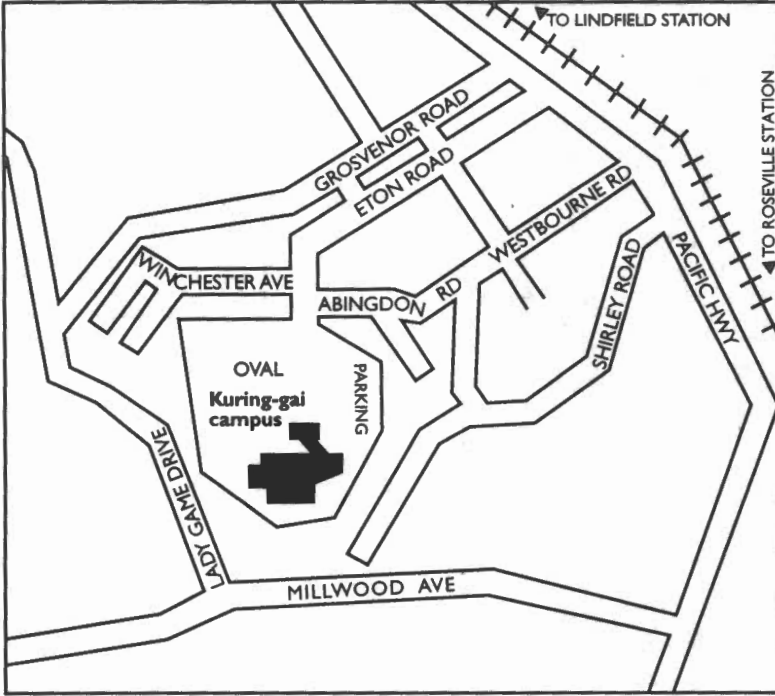 TO LINDFIELD STATION
TO ROSEVILLE STATION
GROSVENOR ROAD
ETON ROAD
WESTBOURNE RD
WINCHESTER AVE
ABINGDON RD
SHIRLEY ROAD
PACIFIC HWY
OVAL
PARKING
Kuring-gai
campus
LADY GAME DRIVE
MILLWOOD AVE